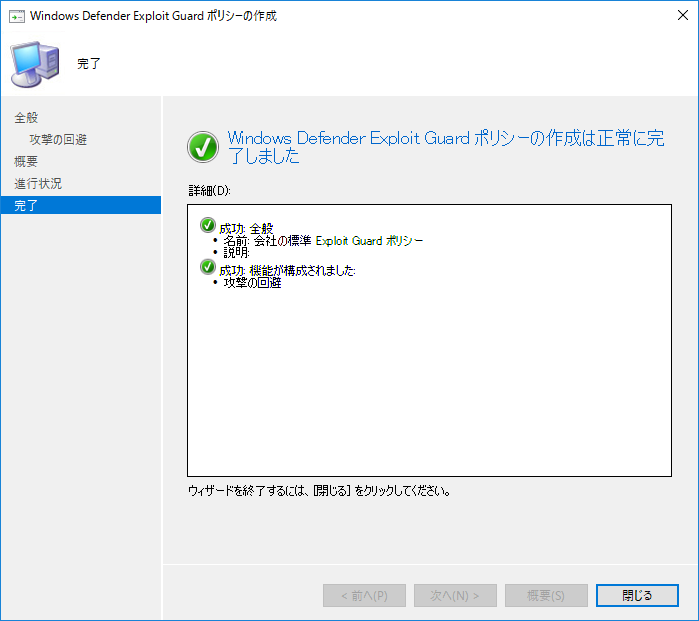 Windows Defender Exploit Guard ポリシーの作成
完了
全般
攻撃の回避
概要
進行状況
完了
Windows Defender Exploit Guard ポリシーの作成は正常に完
了しました
詳細(D):
成功: 全般
• 名前: 会社の標準 Exploit Guard ポリシー
• 説明:
成功: 機能が構成されました:
• 攻撃の回避
ウィザードを終了するには、[閉じる] をクリックしてください。
< 前へ(P)
次へ(N) >
概要(S)
閉じる